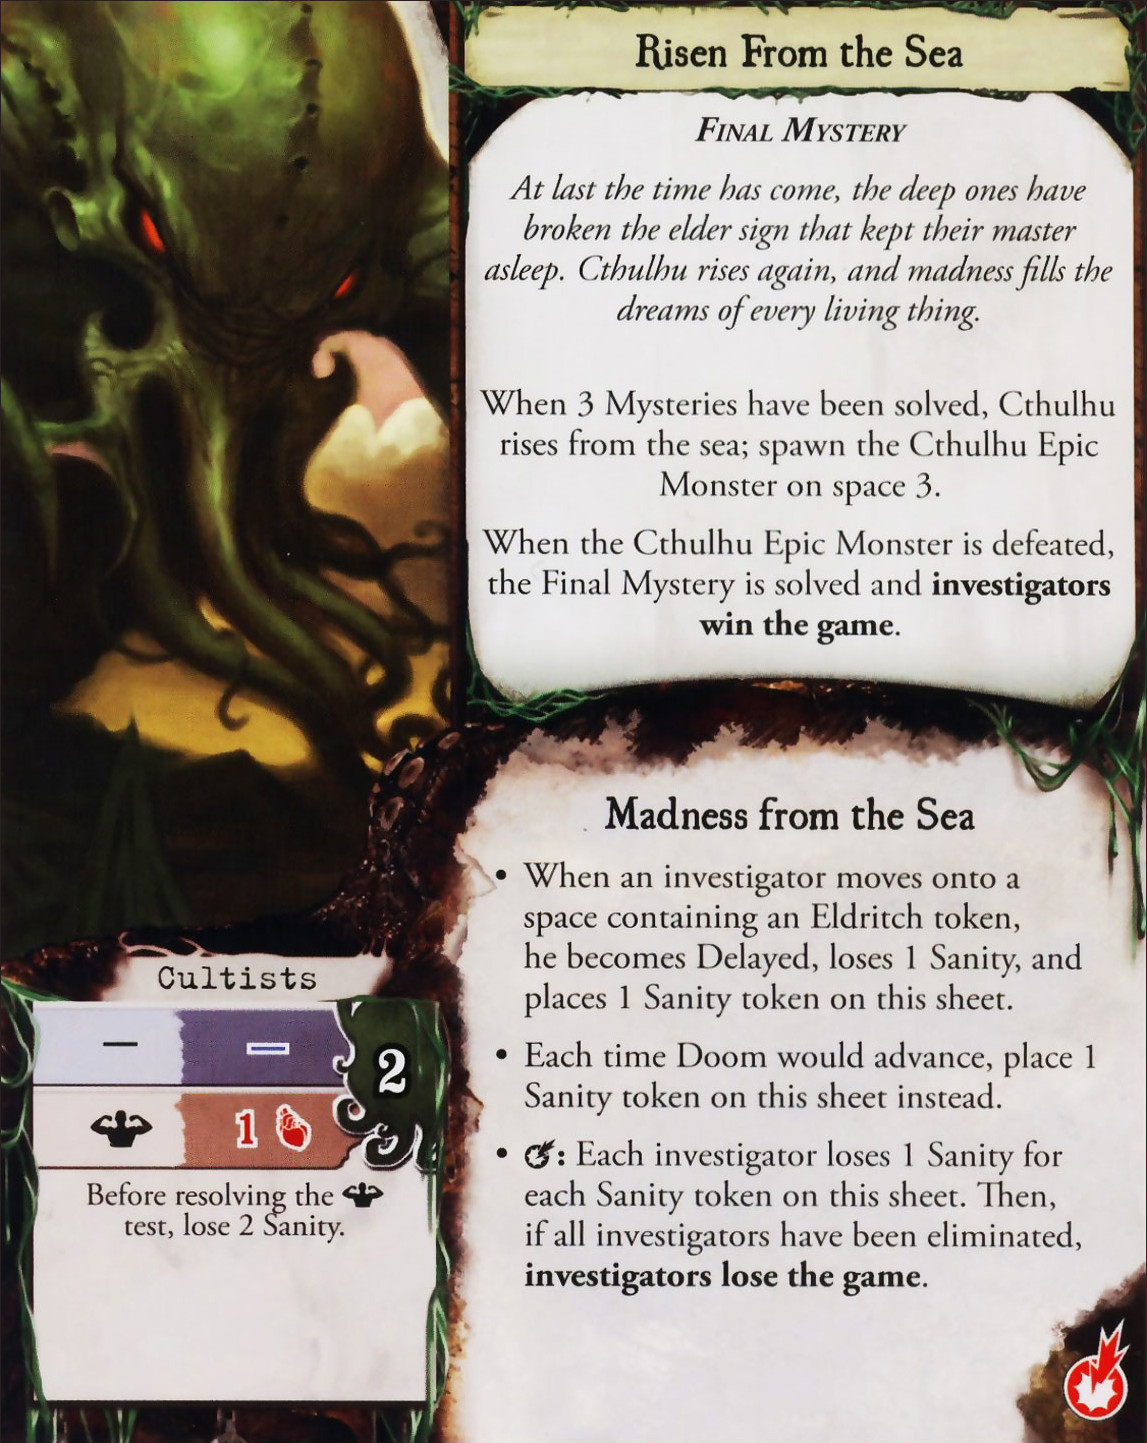 Risen From the Sea
Final Mystery
At last the time has come, the deep ones have
broken the elder sign that kept their master
asleep. Cthulhu rises again, and madness fills the
dreams of every living thing.
When 3 Mysteries have been solved, Cthulhu
rises from the sea; spawn the Cthulhu Epic
Monster on space 3.
When the Cthulhu Epic Monster is defeated,
the Final Mystery is solved and investigators
win the game.
Madness from the Sea
• When an investigator moves onto a
space containing an Eldritch token,
he becomes Delayed, loses 1 Sanity, and
places 1 Sanity token on this sheet.
• Each time Doom would advance, place 1
Sanity token on this sheet instead.
• : Each investigator loses 1 Sanity for
each Sanity token on this sheet. Then,
if all investigators have been eliminated,
investigators lose the game.
Cultists
— —
2
1
Before resolving the
test, lose 2 Sanity.